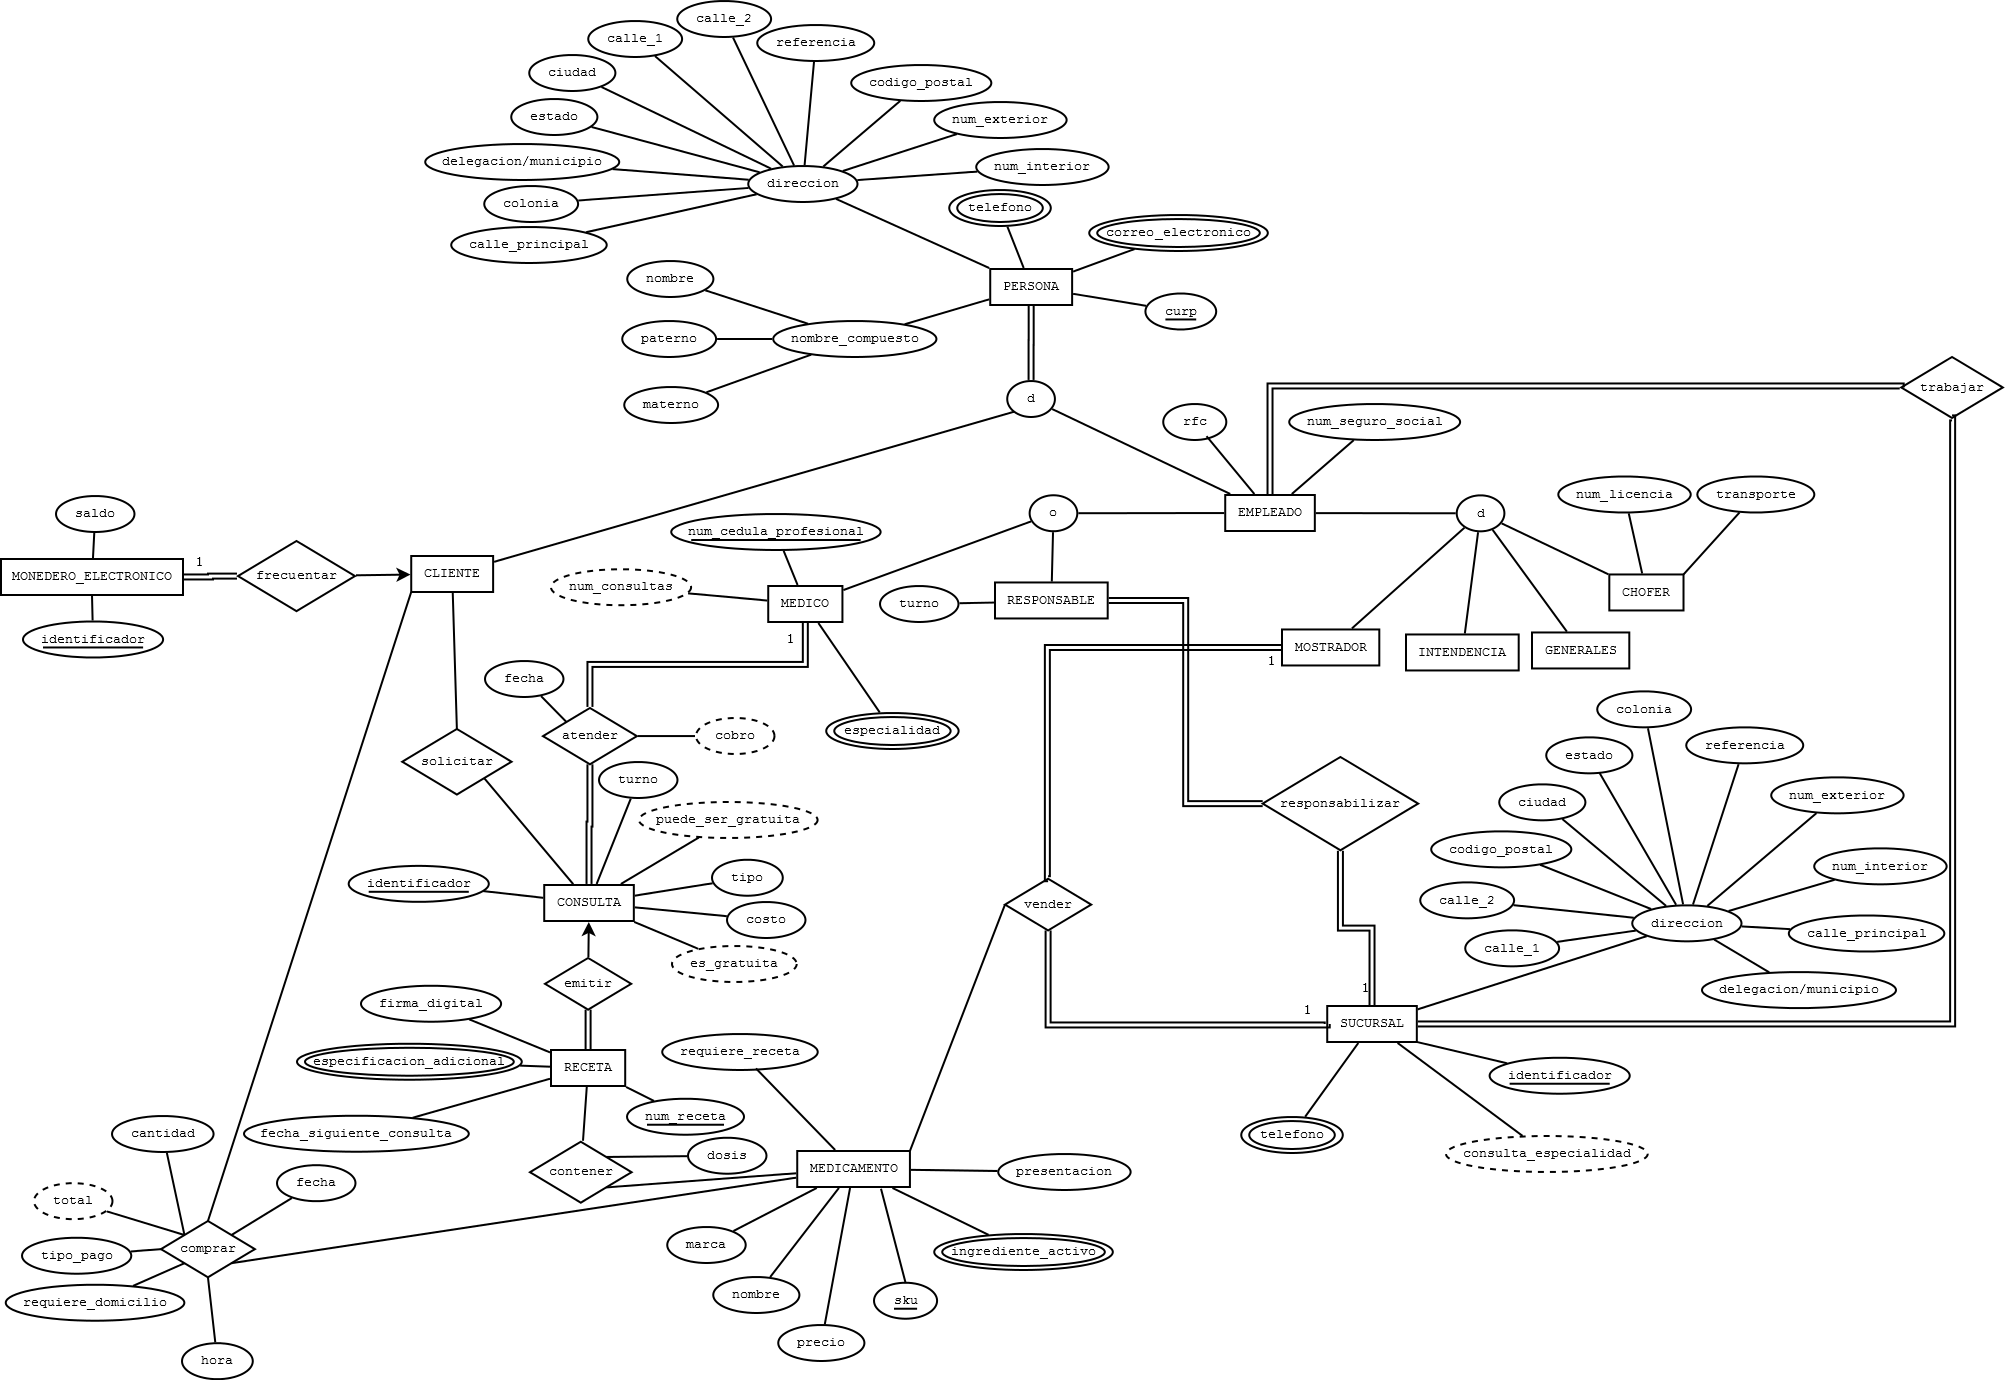 calle_2
calle_1
referencia
ciudad
codigo_postal
estado
num_exterior
delegacion/municipio
num_interior
direccion
colonia
telefono
calle_principal
correo_electronico
nombre
PERSONA
curp
paterno
nombre_compuesto
materno
d
trabajar
rfc
num_seguro_social
saldo
num_cedula_profesional
o
EMPLEADO
d
num_licencia
transporte
MONEDERO_ELECTRONICO
1
frecuentar
CLIENTE
num_consultas
MEDICO
turno
RESPONSABLE
CHOFER
identificador
1
MOSTRADOR
INTENDENCIA
GENERALES
1
fecha
atender
cobro
especialidad
solicitar
turno
puede_ser_gratuita
responsabilizar
colonia
estado
referencia
ciudad
num_exterior
codigo_postal
num_interior
identificador
tipo
CONSULTA
costo
vender
calle_2
direccion
calle_principal
calle_1
es_gratuita
emitir
delegacion/municipio
firma_digital
1
1
SUCURSAL
especificacion_adicional
RECETA
requiere_receta
identificador
num_receta
fecha_siguiente_consulta
cantidad
telefono
consulta_especialidad
dosis
contener
MEDICAMENTO
presentacion
fecha
total
tipo_pago
comprar
marca
ingrediente_activo
requiere_domicilio
nombre
sku
precio
hora